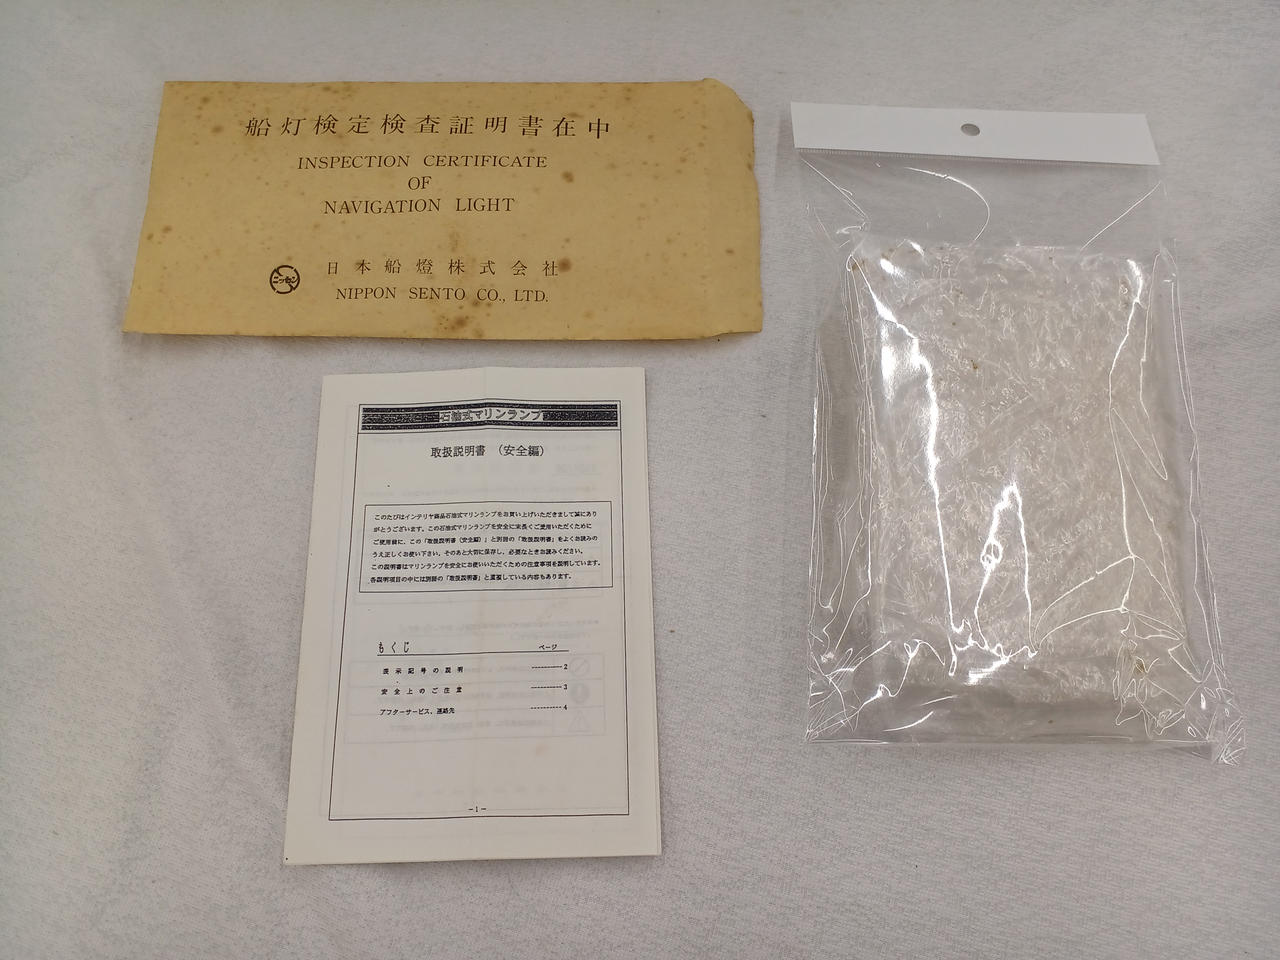 船灯検定検査証明書在中
INSPECTION CERTIFICATE
OF
NAVIGATION LIGHT
ニッセン
日本船燈株式会社
NIPPON SENTO CO., LTD.
石油式マリンランプ
取扱説明書 （安全編）
このたびはインテリヤ商品石油式マリンランプをお買い上げいただきまして誠にあり
がとうございます。この石油式マリンランプを安全に末長くご使用いただくために
ご使用前に、この「取扱説明書（安全編）」と別冊の「取扱説明書」をよくお読みの
うえ正しくお使い下さい。そのあと大切に保存し、必要なときお読みください。
この説明書はマリンランプを安全にお使いいただくための注意事項を説明しています。
各説明項目の中には別冊の「取扱説明書」と重複している内容もあります。
もくじ ページ
表示記号の説明 ----------2
安全上のご注意 ----------3
アフターサービス、連絡先 ----------4
－1－